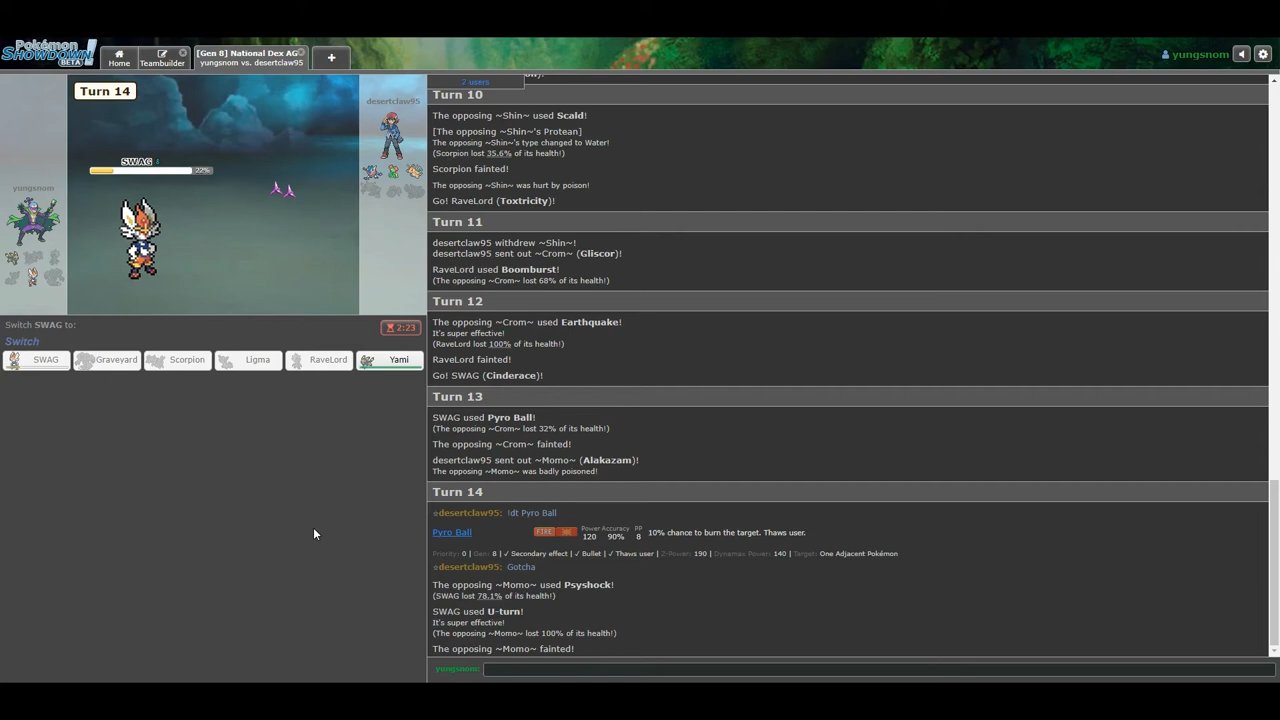 Pokémon
SHOWDOWN!
BETA
Home
Teambuilder
[Gen 8] National Dex AG
yungsnom vs. desertclaw95
+
yungsnom
Turn 14
desertclaw95
SWAG
22%
yungsnom
Switch SWAG to:
2:23
Switch
SWAG
Graveyard
Scorpion
Ligma
RaveLord
Yami
7 users
Turn 10
The opposing ~Shin~ used Scald!
[The opposing ~Shin~'s Protean]
The opposing ~Shin~'s type changed to Water!
(Scorpion lost 35.6% of its health!)
Scorpion fainted!
The opposing ~Shin~ was hurt by poison!
Go! RaveLord (Toxtricity)!
Turn 11
desertclaw95 withdrew ~Shin~!
desertclaw95 sent out ~Crom~ (Gliscor)!
RaveLord used Boomburst!
(The opposing ~Crom~ lost 68% of its health!)
Turn 12
The opposing ~Crom~ used Earthquake!
It's super effective!
(RaveLord lost 100% of its health!)
RaveLord fainted!
Go! SWAG (Cinderace)!
Turn 13
SWAG used Pyro Ball!
(The opposing ~Crom~ lost 32% of its health!)
The opposing ~Crom~ fainted!
desertclaw95 sent out ~Momo~ (Alakazam)!
The opposing ~Momo~ was badly poisoned!
Turn 14
☆desertclaw95: !dt Pyro Ball
Pyro Ball FIRE Power 120 Accuracy 90% PP 8 10% chance to burn the target. Thaws user.
Priority: 0 | Gen: 8 | ✓ Secondary effect | ✓ Bullet | ✓ Thaws user | Z-Power: 190 | Dynamax Power: 140 | Target: One Adjacent Pokémon
☆desertclaw95: Gotcha
The opposing ~Momo~ used Psyshock!
(SWAG lost 78.1% of its health!)
SWAG used U-turn!
It's super effective!
(The opposing ~Momo~ lost 100% of its health!)
The opposing ~Momo~ fainted!
yungsnom: